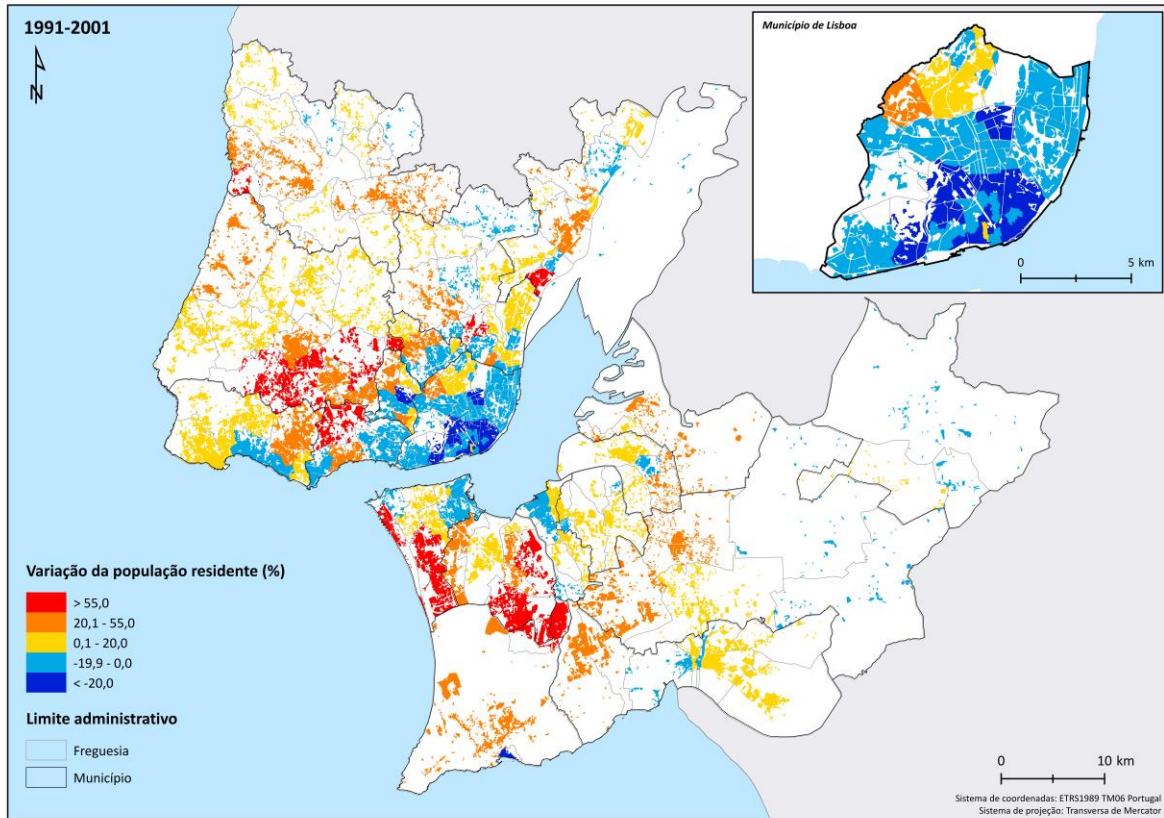 1991-2001
N
Município de Lisboa
0 5 km
Variação da população residente (%)
> 55,0
20,1 - 55,0
0,1 - 20,0
-19,9 - 0,0
< -20,0
Limite administrativo
Freguesia
Município
0 10 km
Sistema de coordenadas: ETRS1989 TM06 Portugal
Sistema de projeção: Transversa de Mercator